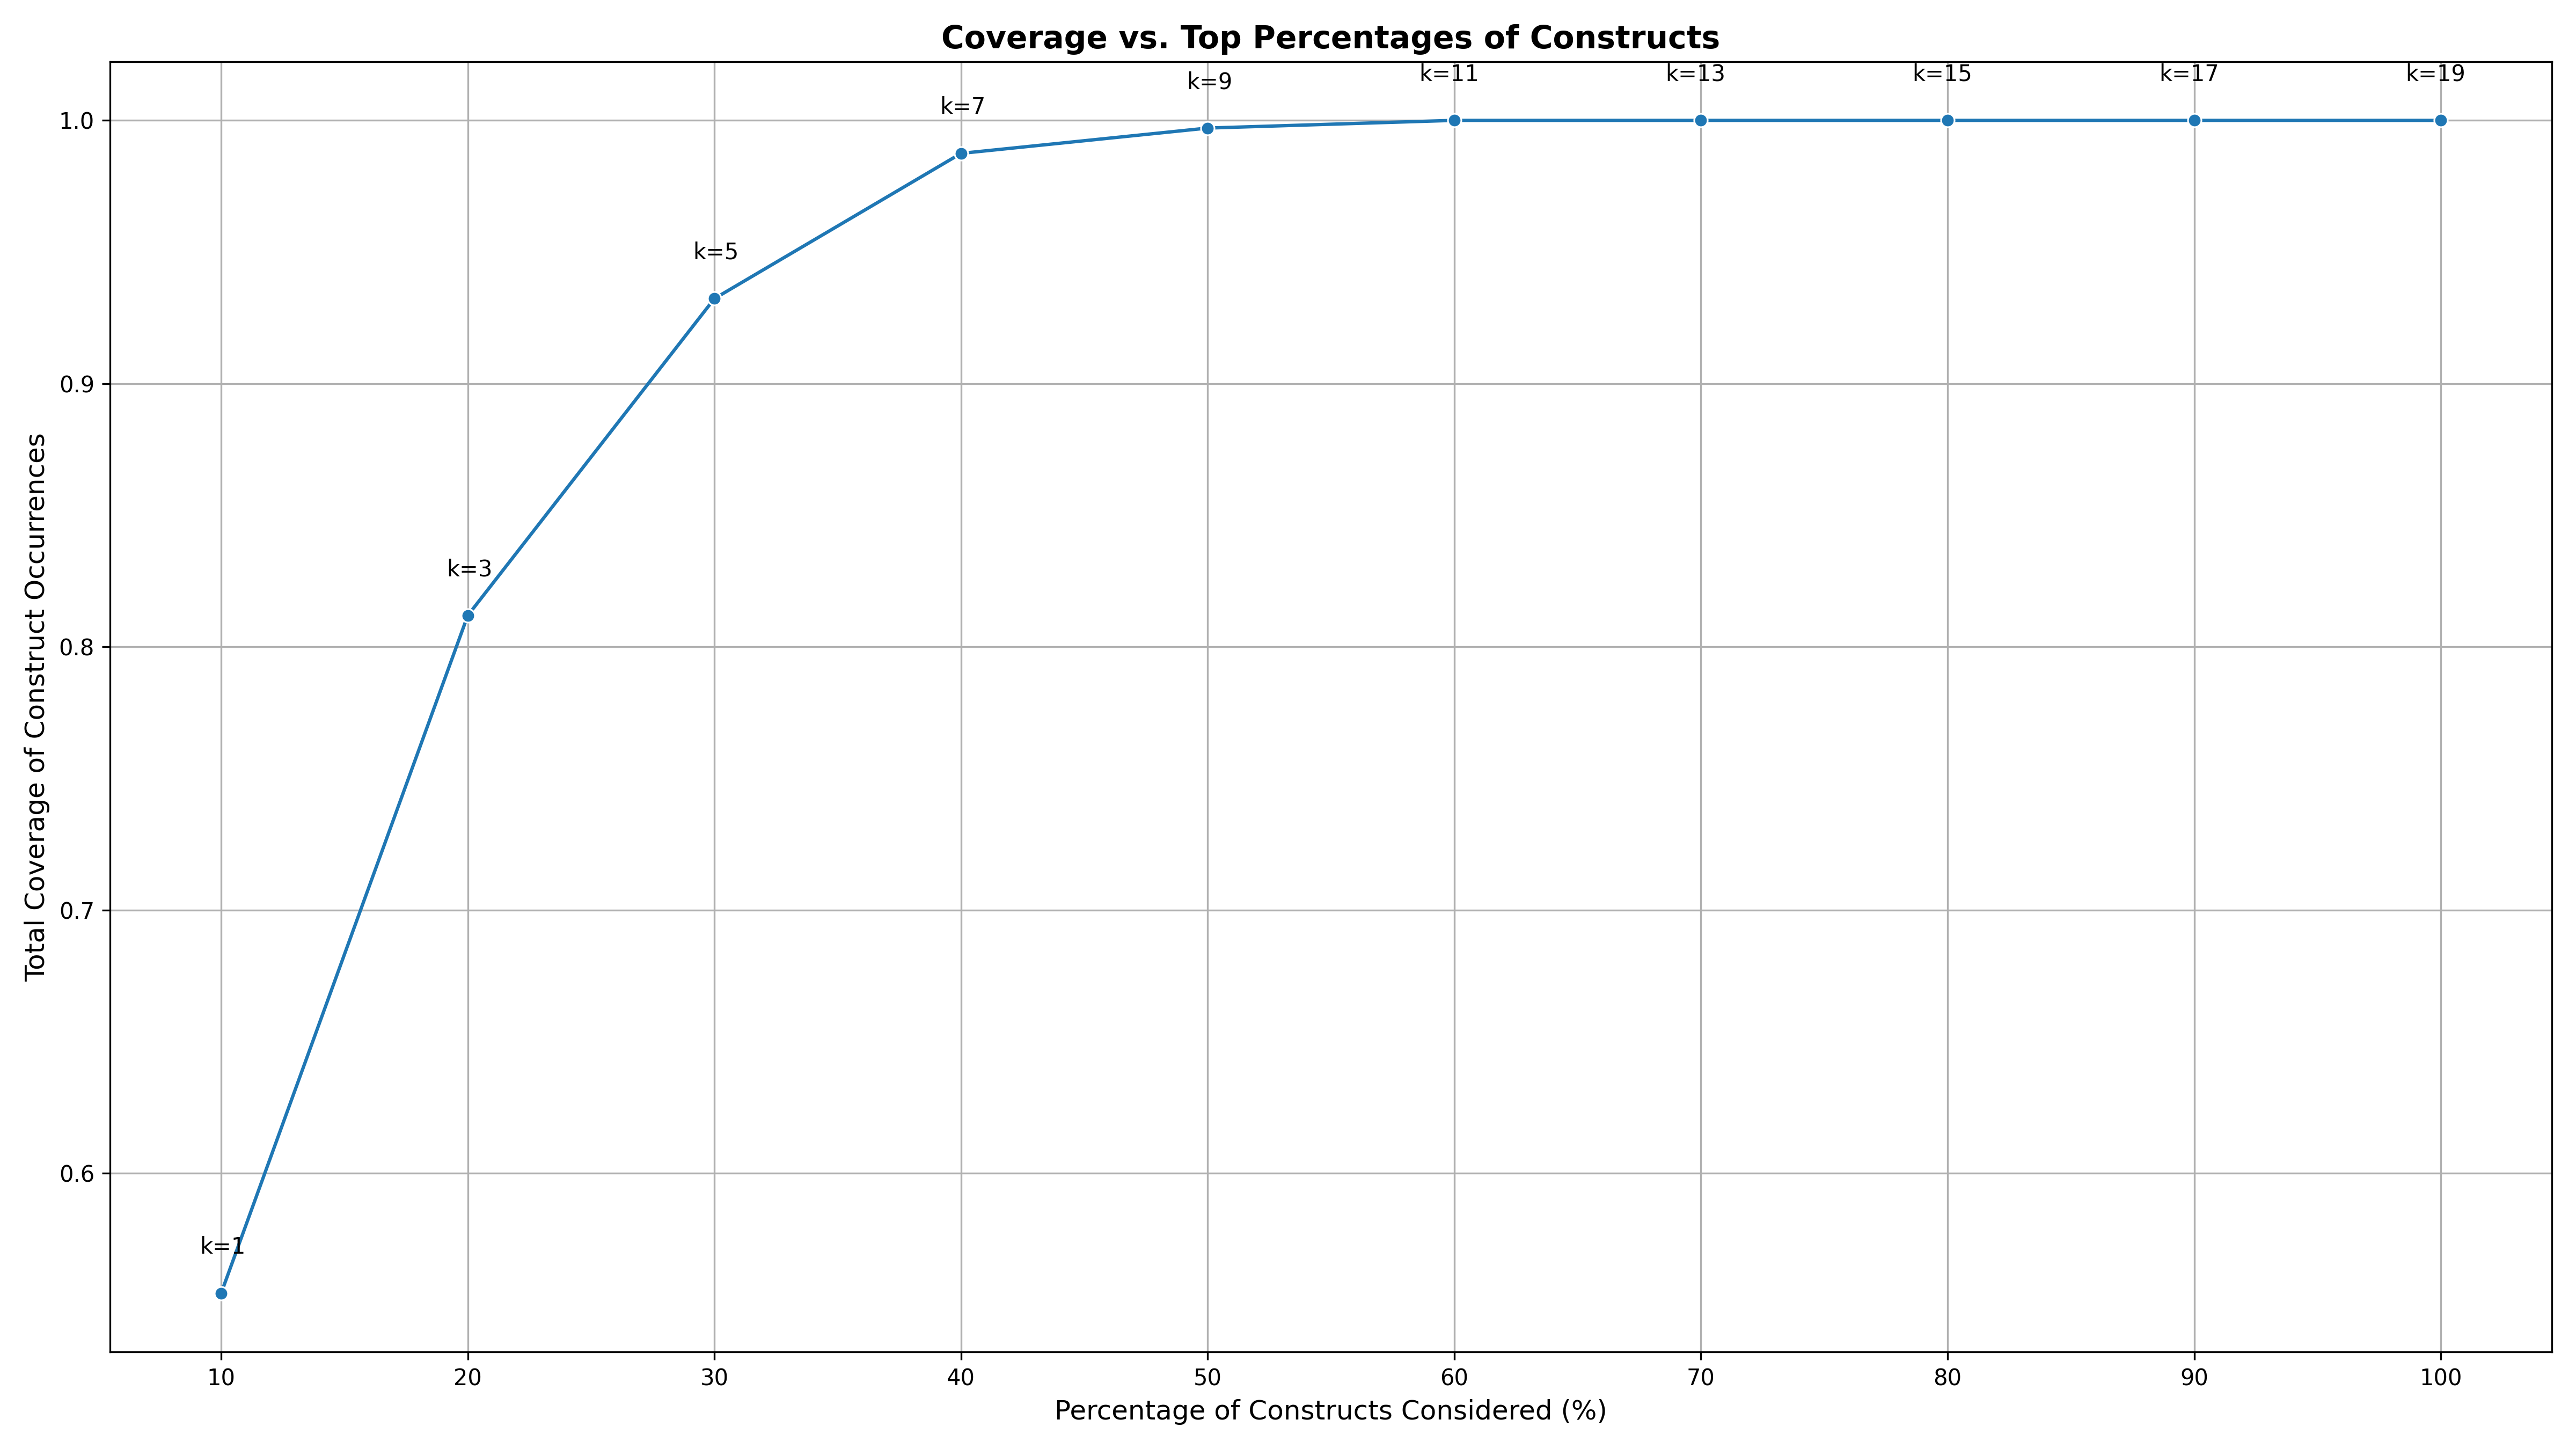 Coverage vs. Top Percentages of Constructs
k=1
k=3
k=5
k=7
k=9
k=11
k=13
k=15
k=17
k=19
1.0
0.9
0.8
0.7
0.6
Total Coverage of Construct Occurrences
10 20 30 40 50 60 70 80 90 100
Percentage of Constructs Considered (%)